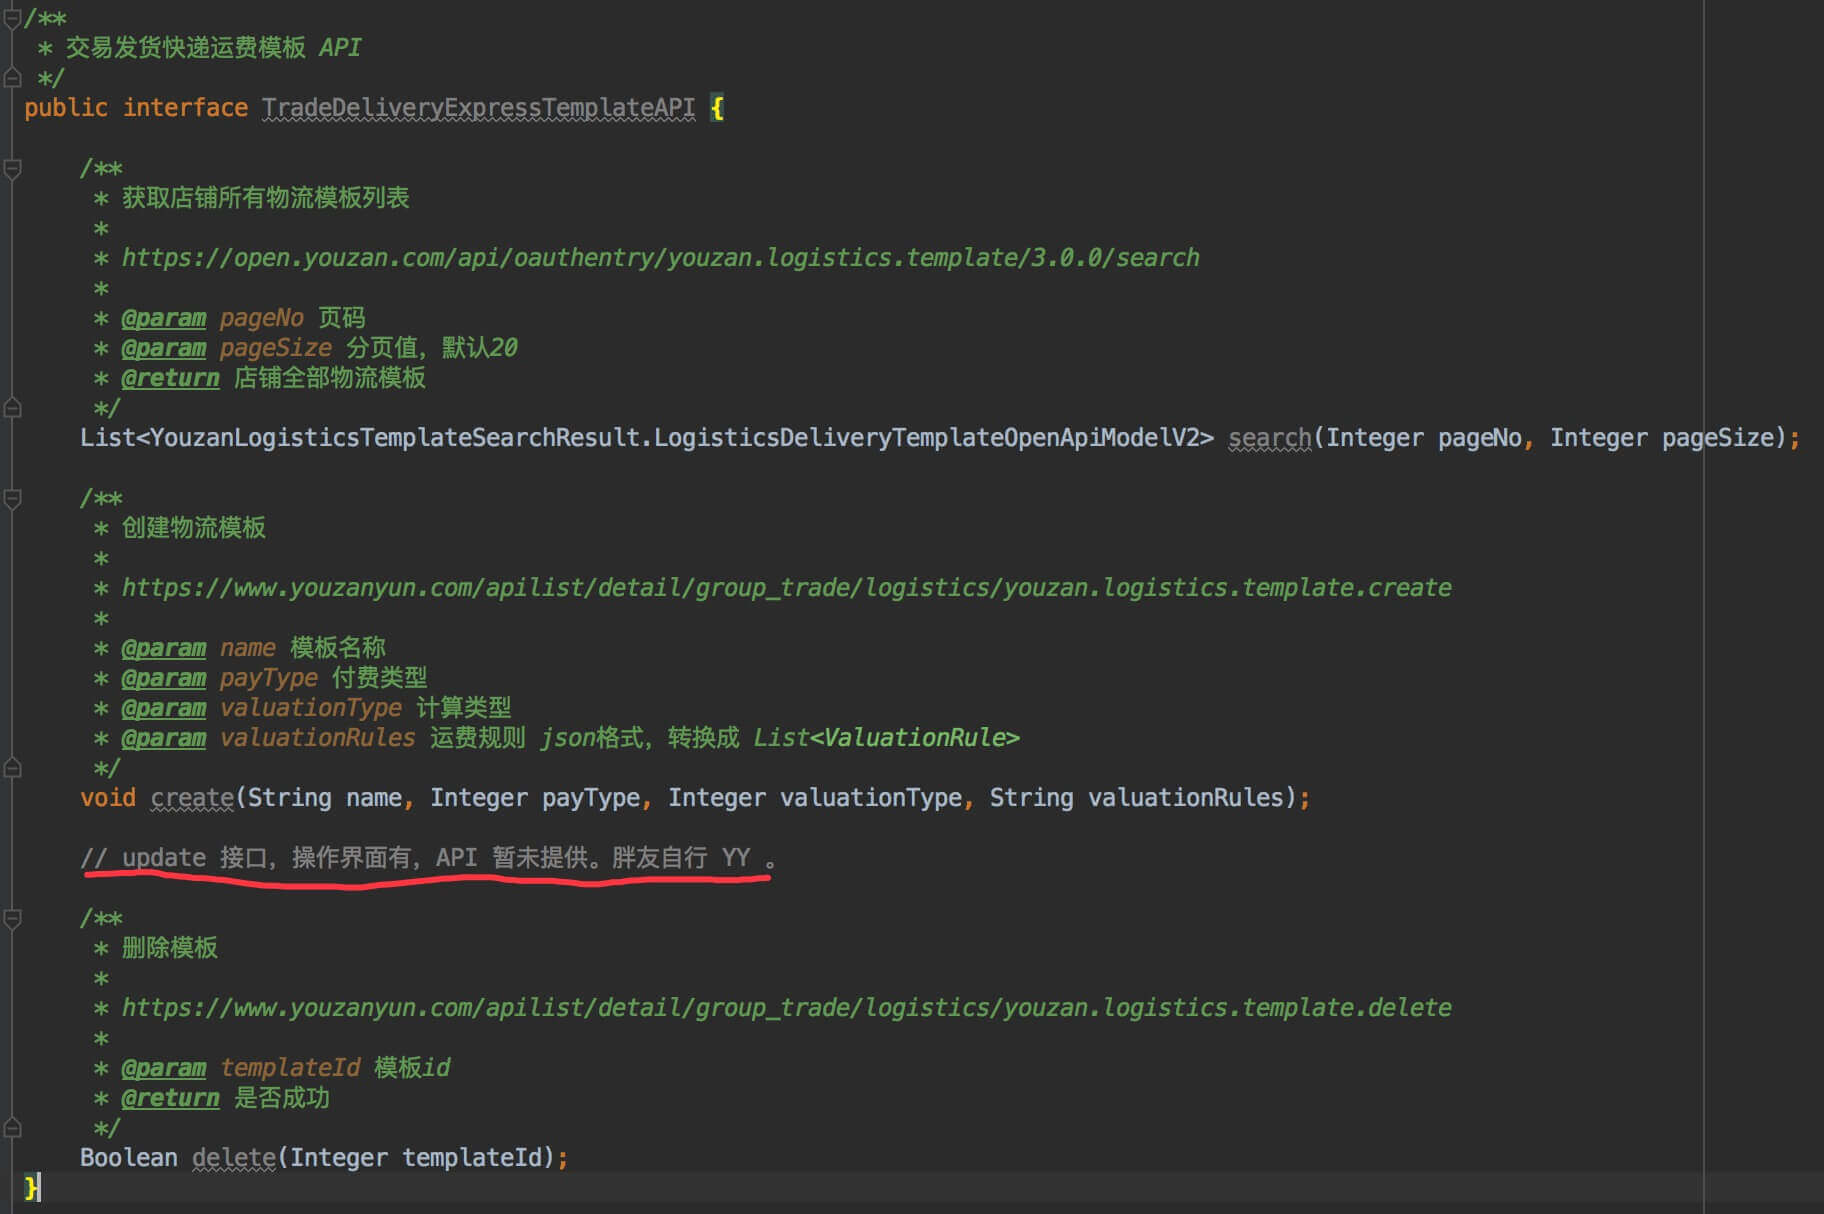 /**
 * 交易发货快递运费模板 API
 */
public interface TradeDeliveryExpressTemplateAPI {
/**
 * 获取店铺所有物流模板列表
 *
 * https://open.youzan.com/api/oauthentry/youzan.logistics.template/3.0.0/search
 *
 * @param pageNo 页码
 * @param pageSize 分页值，默认20
 * @return 店铺全部物流模板
 */
List<YouzanLogisticsTemplateSearchResult.LogisticsDeliveryTemplateOpenApiModelV2> search(Integer pageNo, Integer pageSize);
/**
 * 创建物流模板
 *
 * https://www.youzanyun.com/apilist/detail/group_trade/logistics/youzan.logistics.template.create
 *
 * @param name 模板名称
 * @param payType 付费类型
 * @param valuationType 计算类型
 * @param valuationRules 运费规则 json格式，转换成 List<ValuationRule>
 */
void create(String name, Integer payType, Integer valuationType, String valuationRules);
// update 接口，操作界面有，API 暂未提供。胖友自行 YY 。
/**
 * 删除模板
 *
 * https://www.youzanyun.com/apilist/detail/group_trade/logistics/youzan.logistics.template.delete
 *
 * @param templateId 模板id
 * @return 是否成功
 */
Boolean delete(Integer templateId);
}